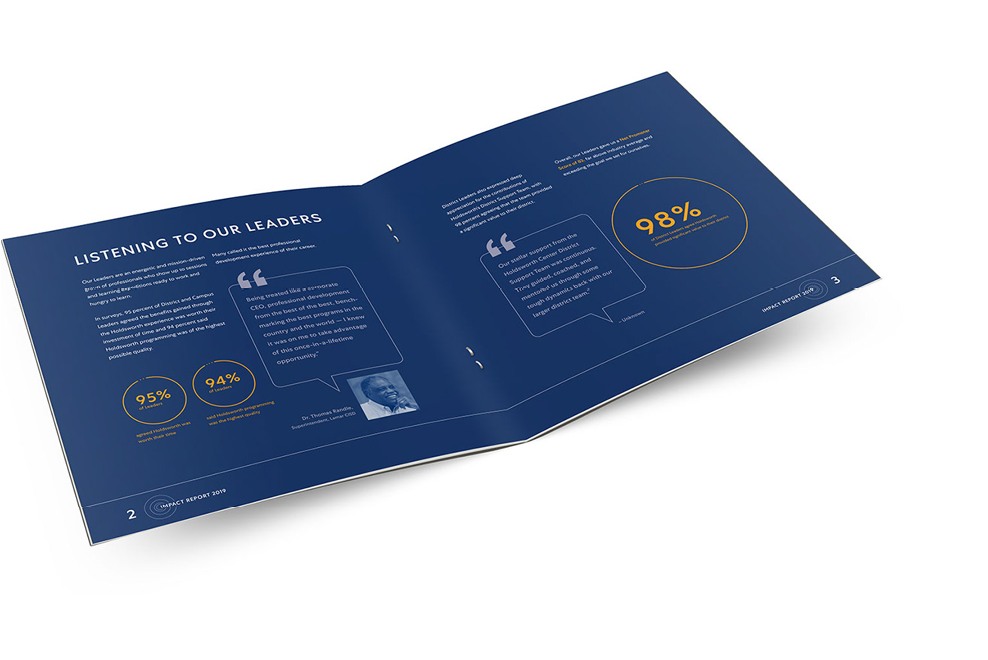 LISTENING TO OUR LEADERS
Our Leaders are an energetic and mission-driven
group of professionals who show up to sessions
and learning
ready to work and
hungry to learn.
In surveys, 95 percent of District and Campus
Leaders agreed the benefits gained through
the Holdsworth experience was worth their
investment of time and 94 percent said
Holdsworth programming was of the highest
possible quality.
95%
of Leaders
agreed Holdsworth was
worth their time
94%
of Leaders
said Holdsworth programming
was the highest quality
Many called it the best professional
development experience of their career.
“
Being treated like a corporate
CEO, professional development
from the best of the best, bench-
marking the best programs in the
country and the world — I knew
it was on me to take advantage
of this once-in-a-lifetime
opportunity.”
Dr. Thomas Randle,
Superintendent, Lamar CISD
2
IMPACT REPORT 2019
District Leaders also expressed deep
appreciation for the contributions of
Holdsworth's District Support Team, with
98 percent agreeing that the team provided
a significant value to their district.
“
Our stellar support from the
Holdsworth Center District
Support Team was continuous.
They guided, coached, and
mentored us through some
tough dynamics back with our
larger district team.”
- Unknown
Overall, our Leaders gave us a Net Promoter
Score of 82, far above industry average and
exceeding the goal we set for ourselves.
98%
of District Leaders agree Holdsworth
provided significant value to their district
IMPACT REPORT 2019
3